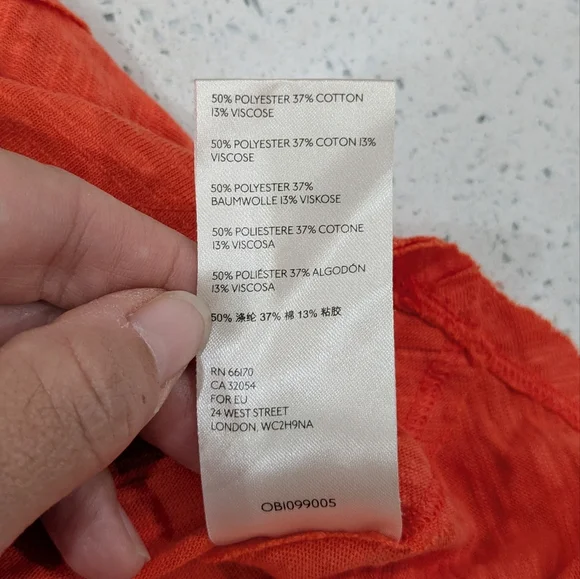 50% POLYESTER 37% COTTON
13% VISCOSE
50% POLYESTER 37% COTON 13%
VISCOSE
50% POLYESTER 37%
BAUMWOLLE 13% VISKOSE
50% POLIESTERE 37% COTONE
13% VISCOSA
50% POLIÉSTER 37% ALGODÓN
13% VISCOSA
50% 涤纶 37% 棉 13% 粘胶
RN 66170
CA 32054
FOR EU
24 WEST STREET
LONDON, WC2H9NA
OB1099005